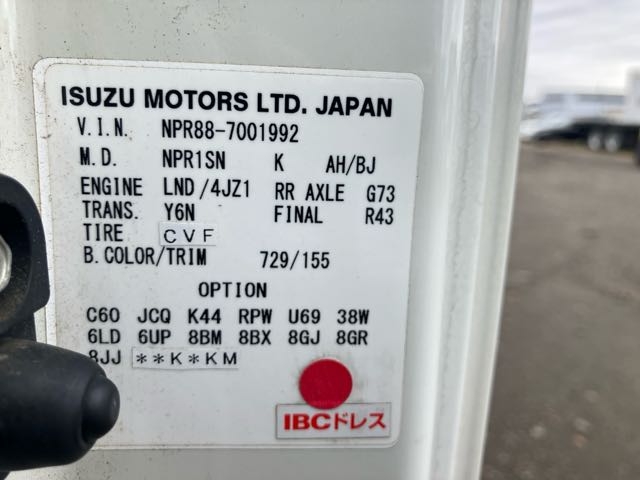 ISUZU MOTORS LTD. JAPAN
V.I.N. NPR88-7001992
M.D. NPR1SN K AH/BJ
ENGINE LND/4JZ1 RR AXLE G73
TRANS. Y6N FINAL R43
TIRE CVF
B.COLOR/TRIM 729/155
OPTION
C60 JCQ K44 RPW U69 38W
6LD 6UP 8BM 8BX 8GJ 8GR
8JJ **K*KM
IBCドレス